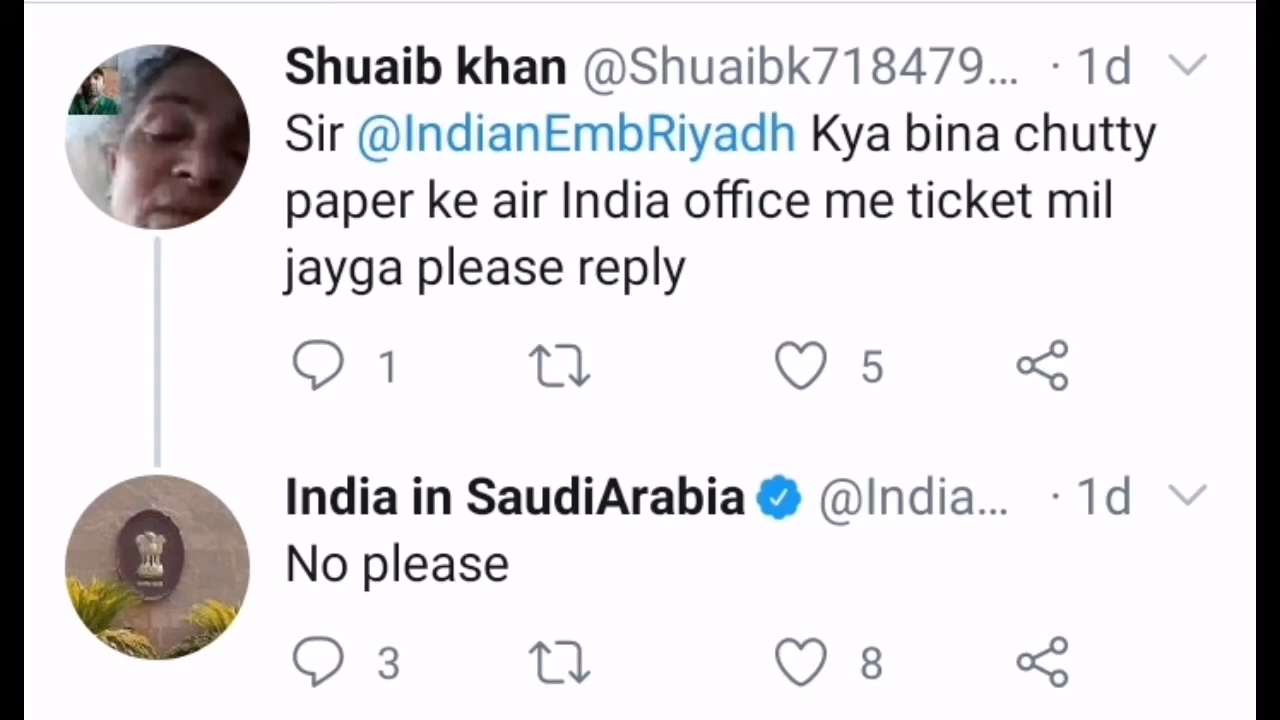 Shuaib khan @Shuaibk718479... · 1d
Sir @IndianEmbRiyadh Kya bina chutty
paper ke air India office me ticket mil
jayga please reply
1 5
India in SaudiArabia @India... · 1d
No please
3 8